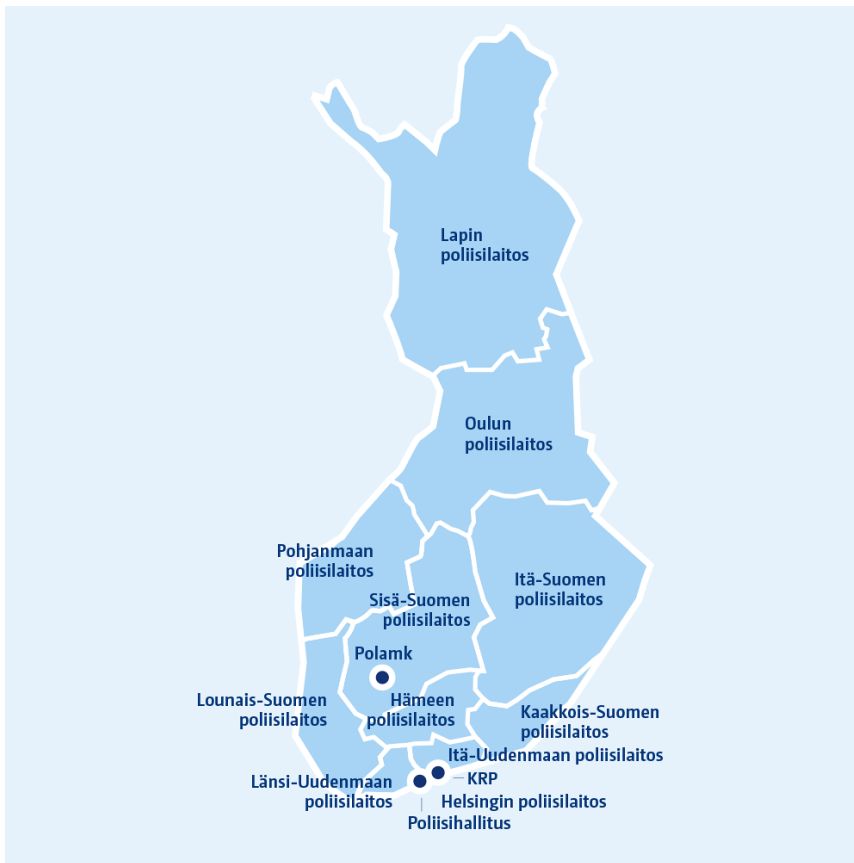 Lapin
poliisilaitos
Oulun
poliisilaitos
Pohjanmaan
poliisilaitos
Itä-Suomen
poliisilaitos
Sisä-Suomen
poliisilaitos
Polamk
Lounais-Suomen
poliisilaitos
Hämeen
poliisilaitos
Kaakkois-Suomen
poliisilaitos
Itä-Uudenmaan poliisilaitos
KRP
Länsi-Uudenmaan
poliisilaitos
Helsingin poliisilaitos
Poliisihallitus